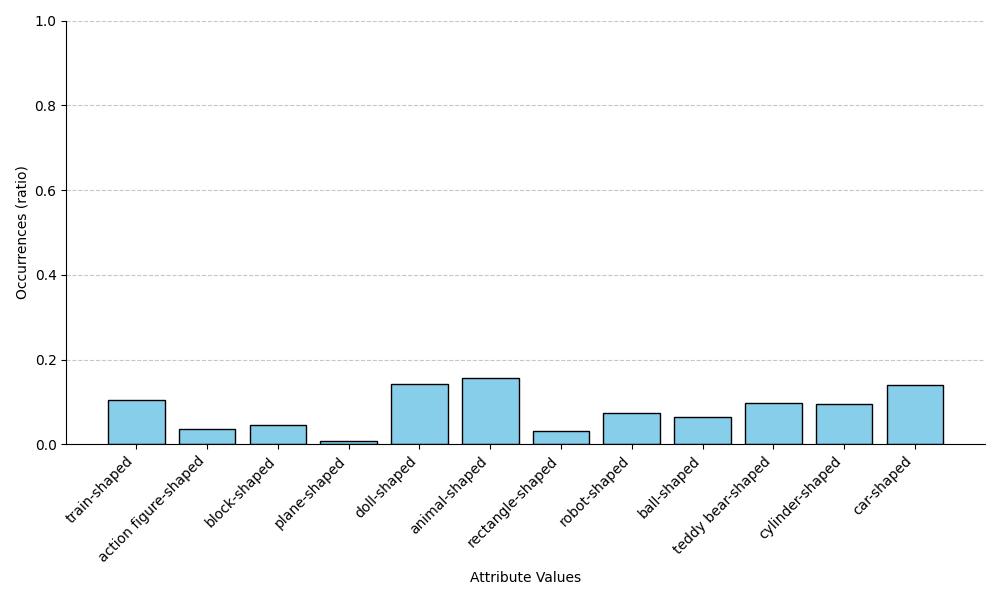 1.0
0.8
0.6
0.4
0.2
0.0
Occurrences (ratio)
train-shaped
action figure-shaped
block-shaped
plane-shaped
doll-shaped
animal-shaped
rectangle-shaped
robot-shaped
ball-shaped
teddy bear-shaped
cylinder-shaped
car-shaped
Attribute Values